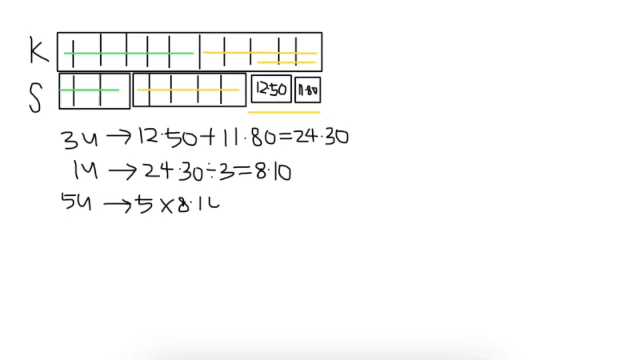 K
S 12.50 11.80
3u → 12.50 + 11.80 = 24.30
1u → 24.30 ÷ 3 = 8.10
5u → 5 × 8.1